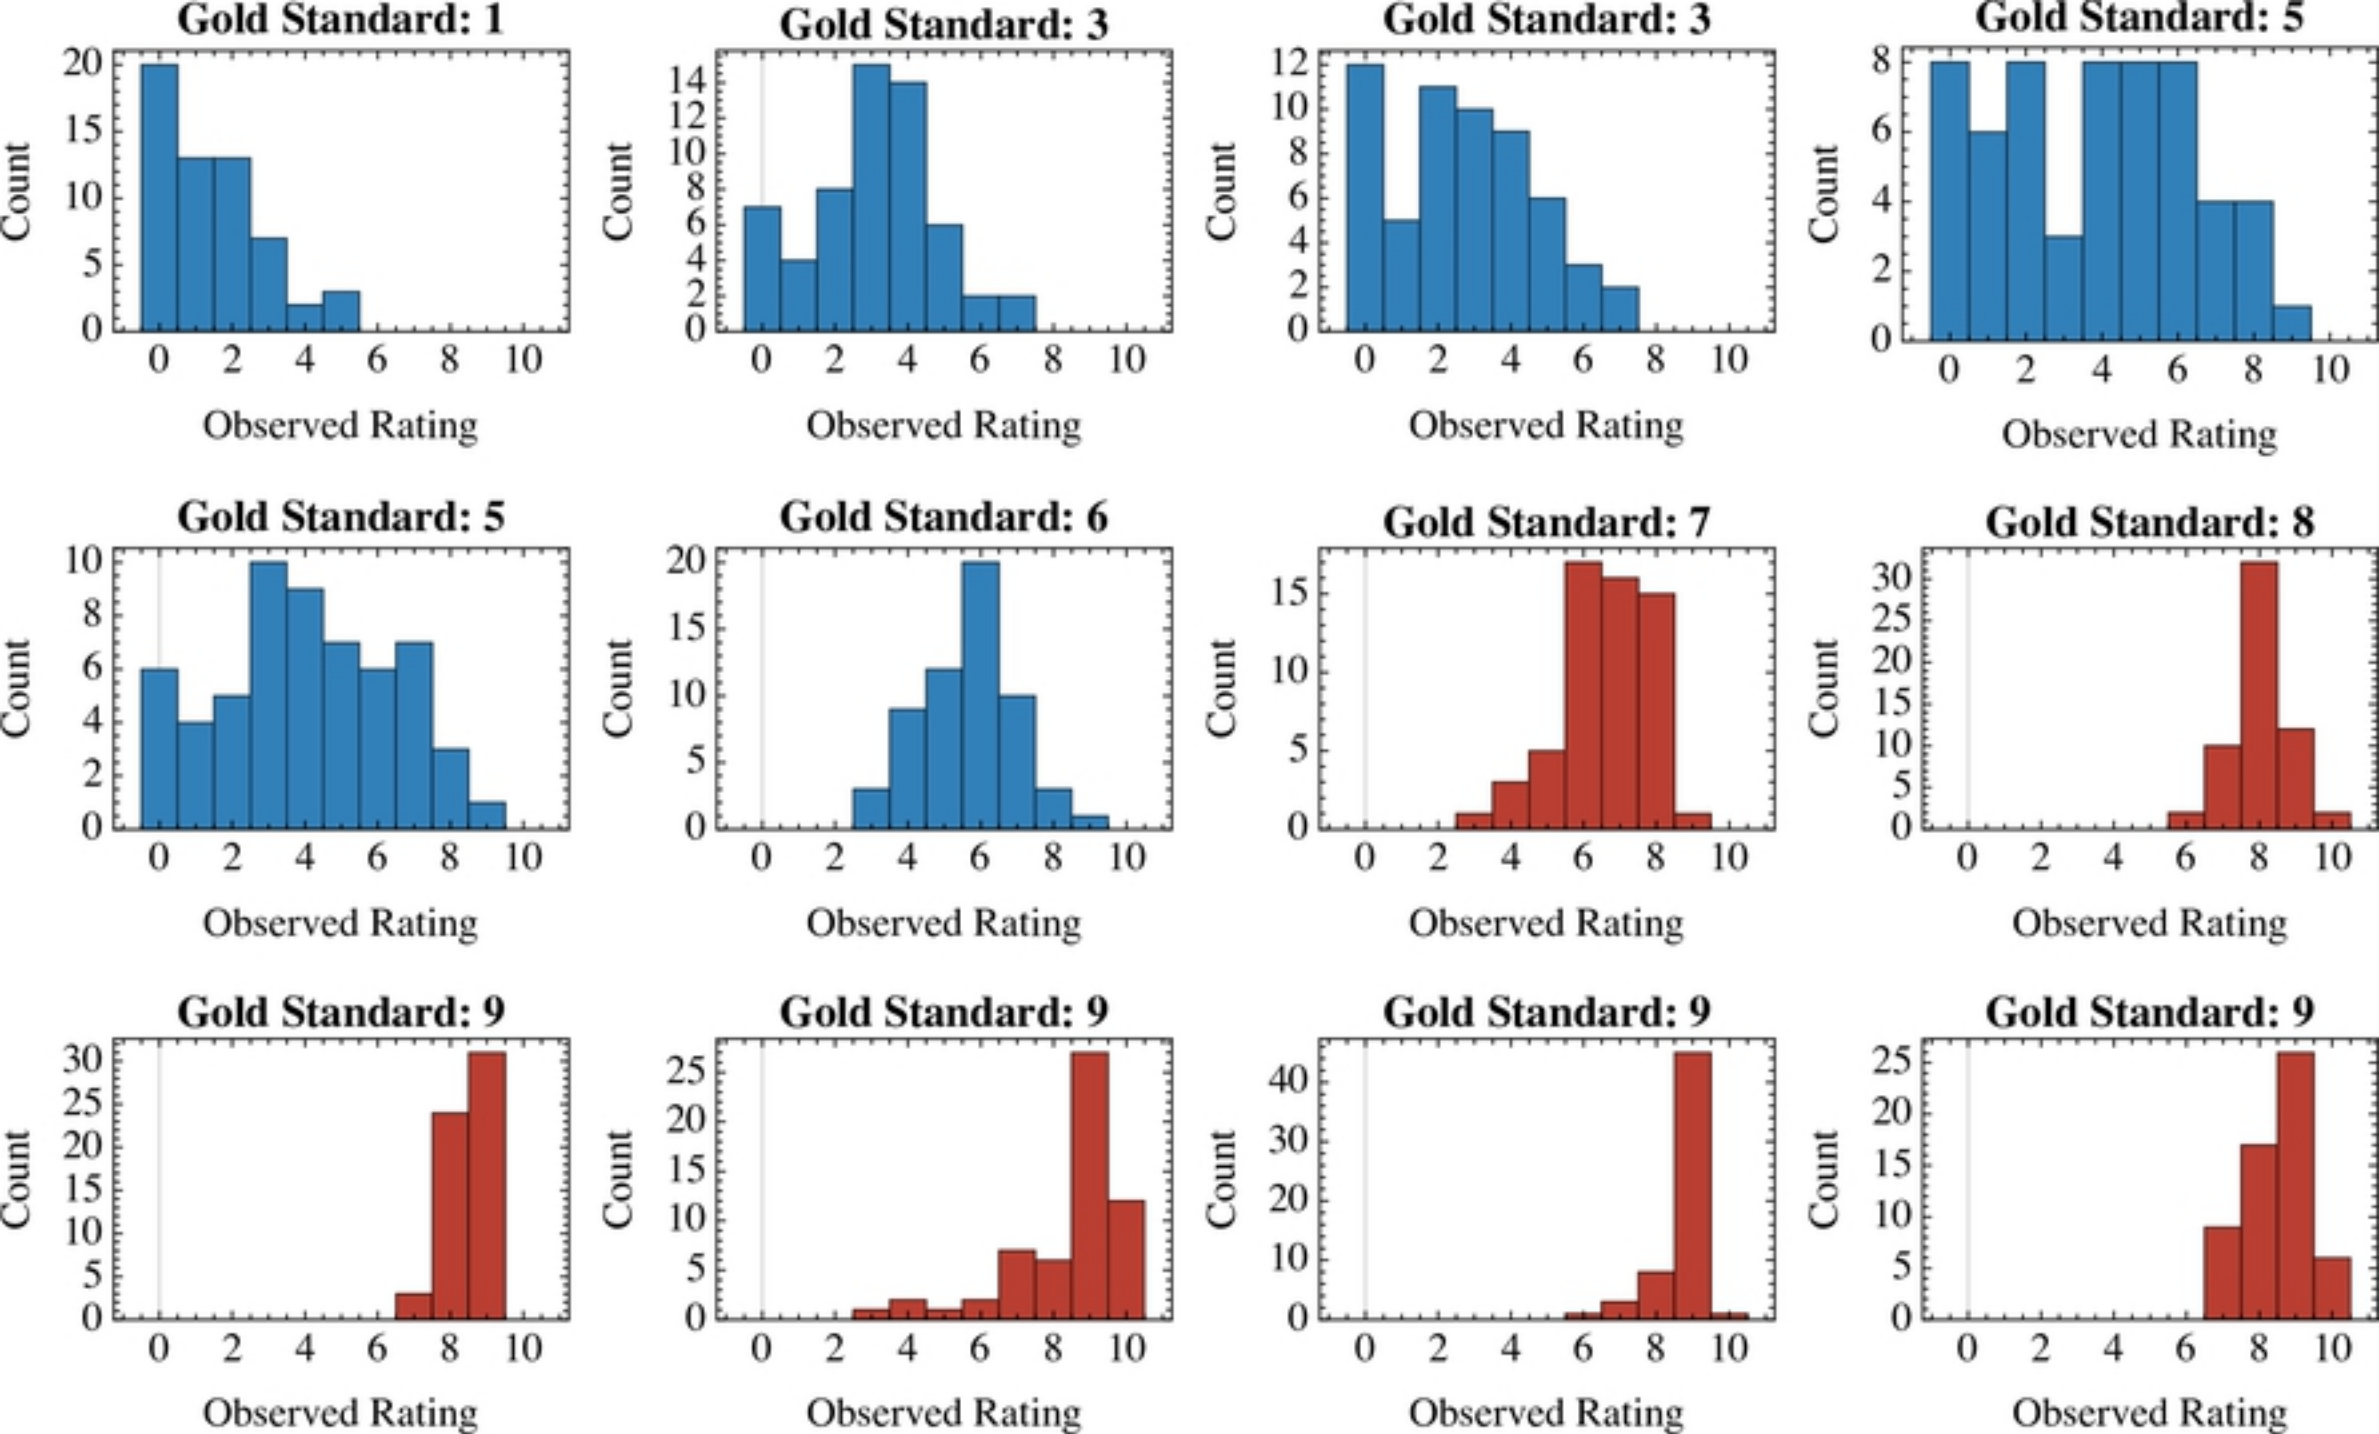 Gold Standard: 1
20
15
10
5
0
Count
0 2 4 6 8 10
Observed Rating
Gold Standard: 3
14
12
10
8
6
4
2
0
Count
0 2 4 6 8 10
Observed Rating
Gold Standard: 3
12
10
8
6
4
2
0
Count
0 2 4 6 8 10
Observed Rating
Gold Standard: 5
8
6
4
2
0
Count
0 2 4 6 8 10
Observed Rating
Gold Standard: 5
10
8
6
4
2
0
Count
0 2 4 6 8 10
Observed Rating
Gold Standard: 6
20
15
10
5
0
Count
0 2 4 6 8 10
Observed Rating
Gold Standard: 7
15
10
5
0
Count
0 2 4 6 8 10
Observed Rating
Gold Standard: 8
30
25
20
15
10
5
0
Count
0 2 4 6 8 10
Observed Rating
Gold Standard: 9
30
25
20
15
10
5
0
Count
0 2 4 6 8 10
Observed Rating
Gold Standard: 9
25
20
15
10
5
0
Count
0 2 4 6 8 10
Observed Rating
Gold Standard: 9
40
30
20
10
0
Count
0 2 4 6 8 10
Observed Rating
Gold Standard: 9
25
20
15
10
5
0
Count
0 2 4 6 8 10
Observed Rating